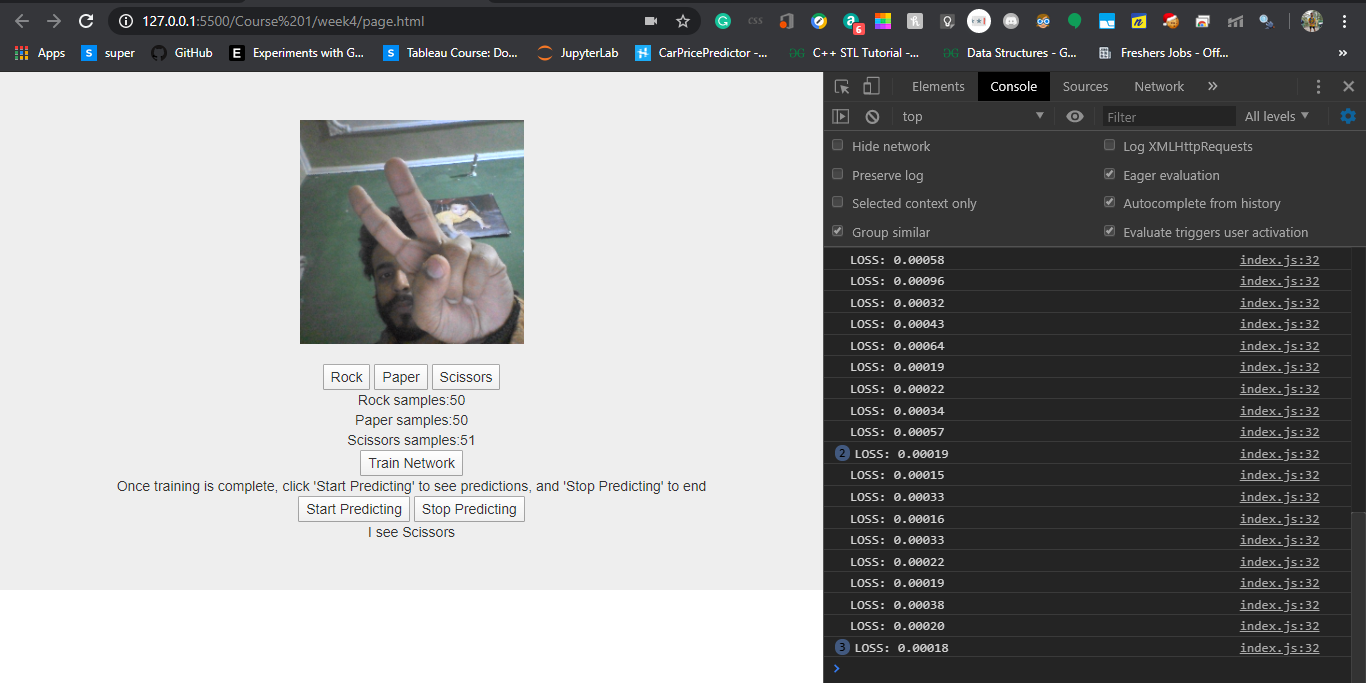 127.0.0.1:5500/Course%201/week4/page.html
css
6
Apps
S super
GitHub
E Experiments with G...
S Tableau Course: Do...
JupyterLab
CarPricePredictor -...
C++ STL Tutorial -...
Data Structures - G...
Freshers Jobs - Off...
»
Elements Console Sources Network »
top Filter All levels
Hide network Log XMLHttpRequests
Preserve log Eager evaluation
Selected context only Autocomplete from history
Group similar Evaluate triggers user activation
LOSS: 0.00058 index.js:32
LOSS: 0.00096 index.js:32
LOSS: 0.00032 index.js:32
LOSS: 0.00043 index.js:32
LOSS: 0.00064 index.js:32
LOSS: 0.00019 index.js:32
LOSS: 0.00022 index.js:32
LOSS: 0.00034 index.js:32
LOSS: 0.00057 index.js:32
2 LOSS: 0.00019 index.js:32
LOSS: 0.00015 index.js:32
LOSS: 0.00033 index.js:32
LOSS: 0.00016 index.js:32
LOSS: 0.00033 index.js:32
LOSS: 0.00022 index.js:32
LOSS: 0.00019 index.js:32
LOSS: 0.00038 index.js:32
LOSS: 0.00020 index.js:32
3 LOSS: 0.00018 index.js:32
>
Rock Paper Scissors
Rock samples:50
Paper samples:50
Scissors samples:51
Train Network
Once training is complete, click 'Start Predicting' to see predictions, and 'Stop Predicting' to end
Start Predicting Stop Predicting
I see Scissors